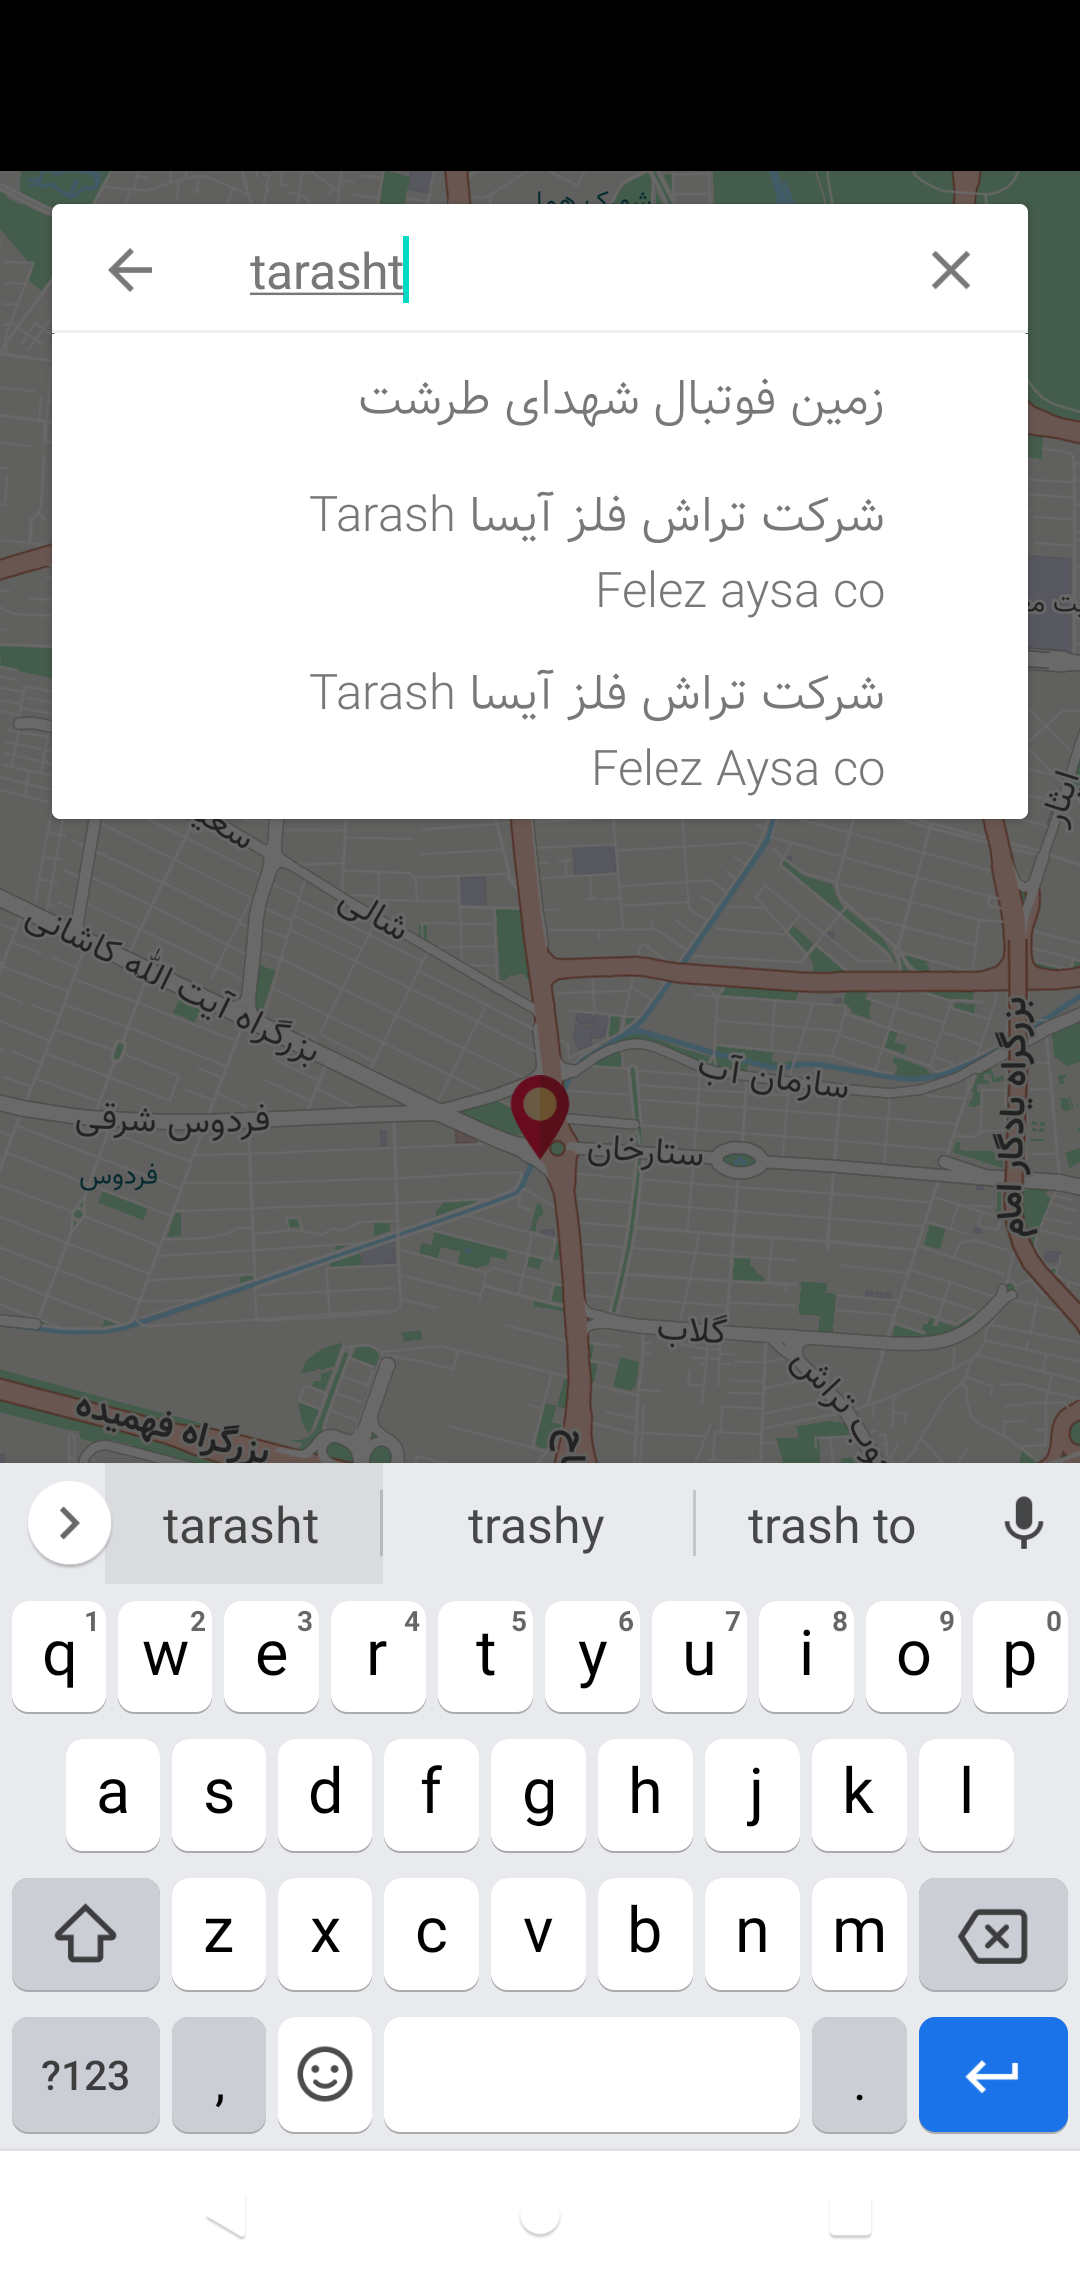 tarasht
زمین فوتبال شهدای طرشت
شرکت تراش فلز آیسا Tarash
Felez aysa co
شرکت تراش فلز آیسا Tarash
Felez Aysa co
ایثار
شالی
بزرگراه آیت الله کاشانی
سازمان آب
بزرگراه یادگار امام
فردوس شرقی
ستارخان
فردوس
گلاب
بزرگراه فهمیده
tarasht trashy trash to
1 2 3 4 5 6 7 8 9 0
q w e r t y u i o p
a s d f g h j k l
z x c v b n m
?123 , .